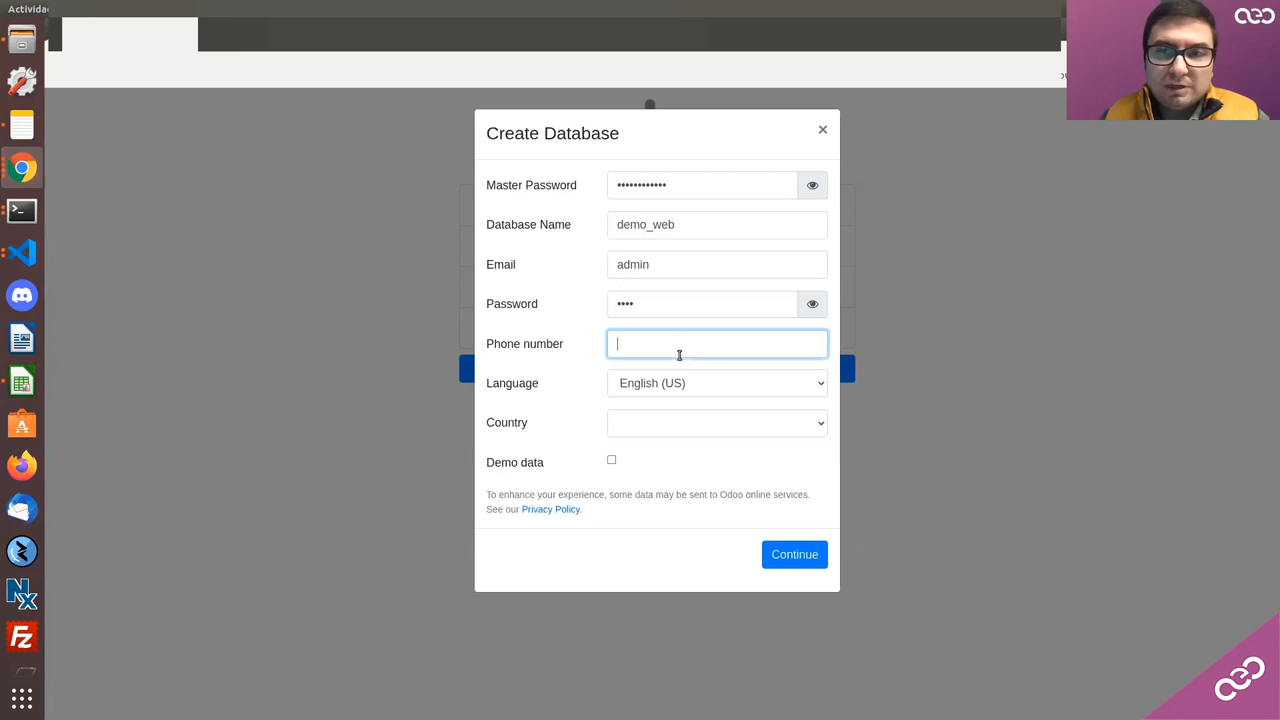 Activida
Create Database
×
Master Password
••••••••••••
Database Name
demo_web
Email
admin
Password
••••
Phone number
Language
English (US)
Country
Demo data
To enhance your experience, some data may be sent to Odoo online services.
See our Privacy Policy.
Continue